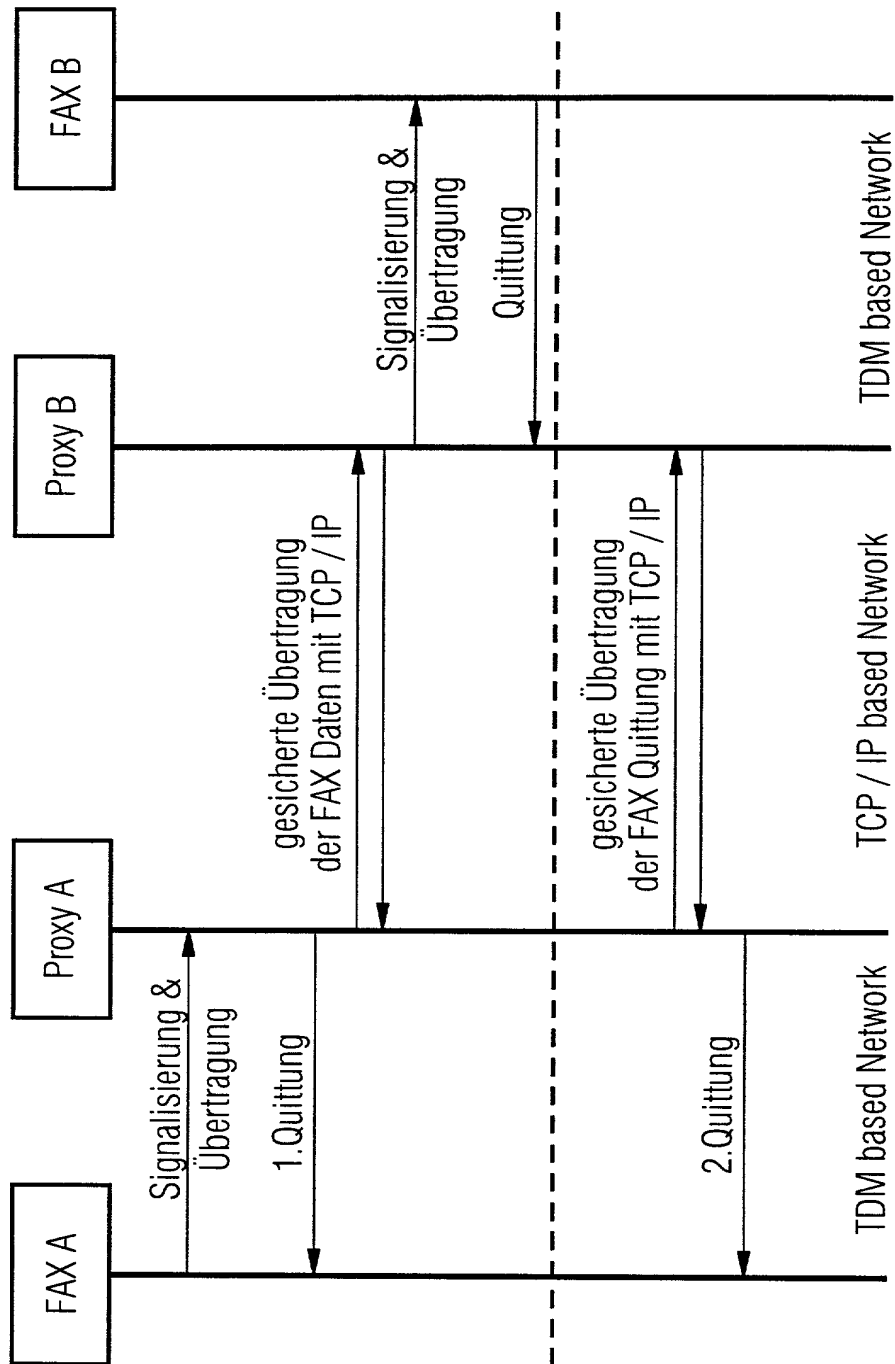 FAX A
Proxy A
Proxy B
FAX B
Signalisierung &
Übertragung
1.Quittung
gesicherte Übertragung
der FAX Daten mit TCP / IP
Signalisierung &
Übertragung
Quittung
gesicherte Übertragung
der FAX Quittung mit TCP / IP
2.Quittung
TDM based Network
TCP / IP based Network
TDM based Network